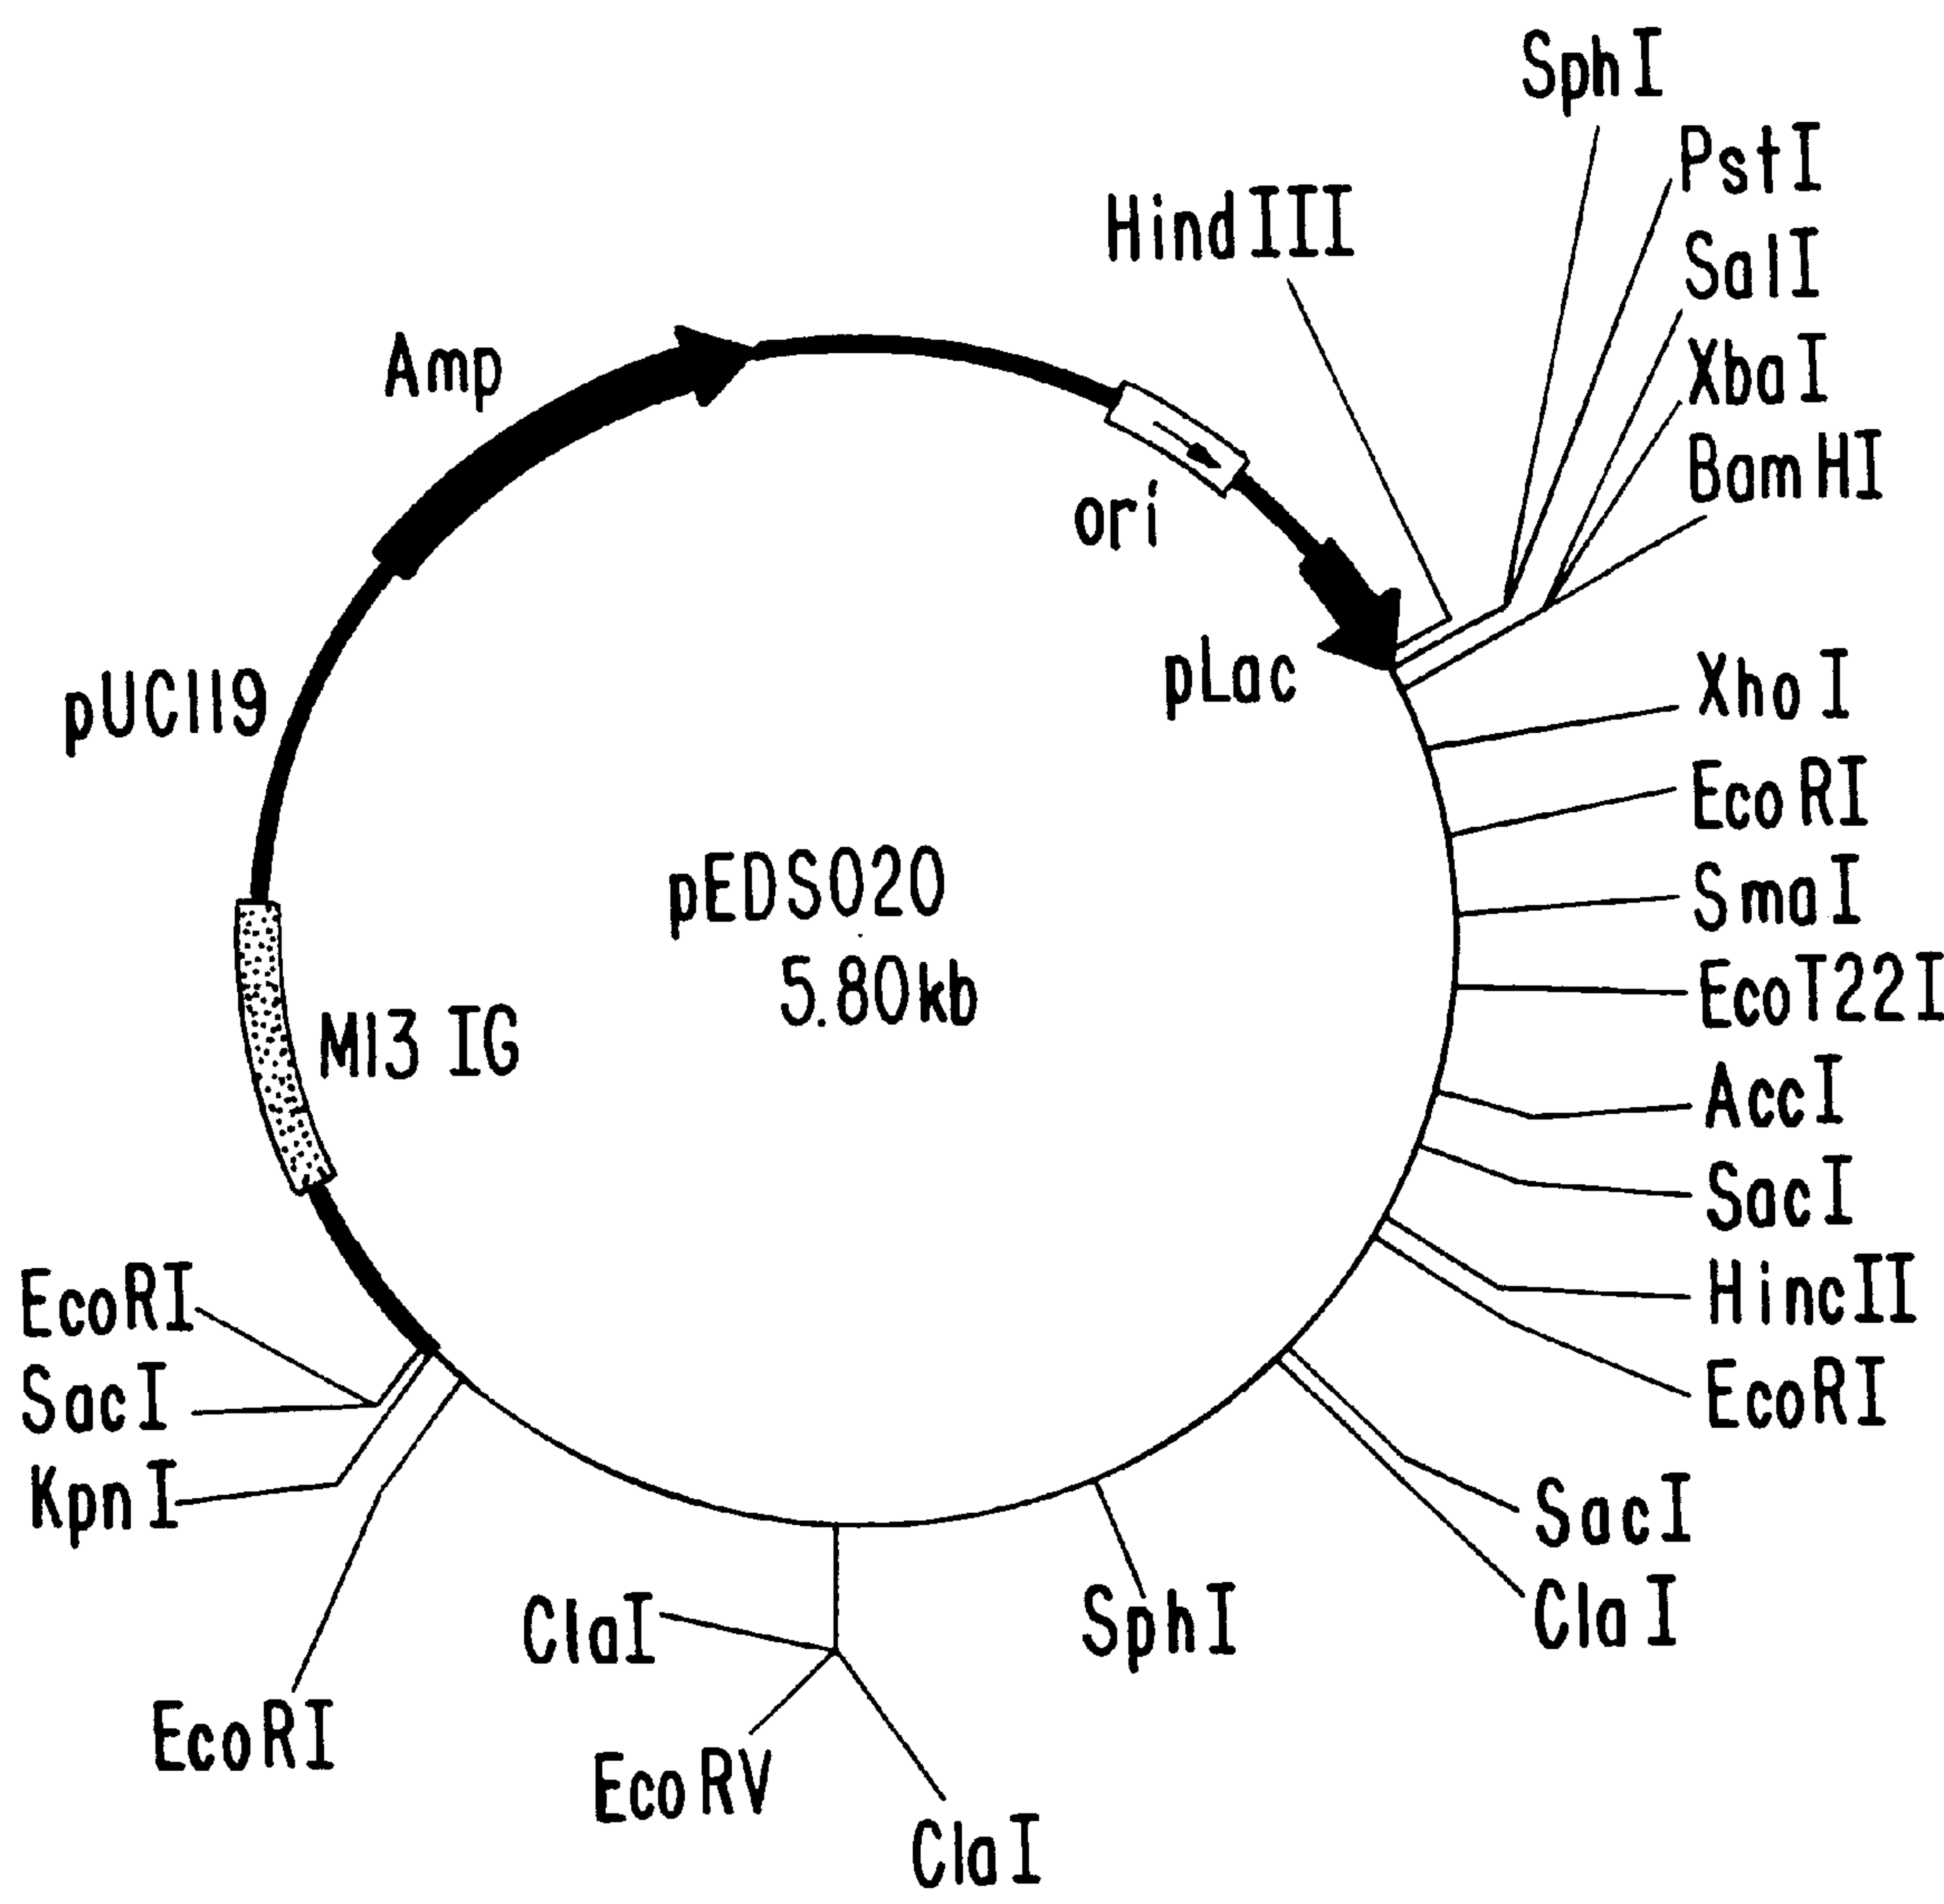 SphI
PstI
HindIII
SalI
XbaI
Amp
BamHI
ori
pLac
XhoI
pUC119
EcoRI
pEDS020
SmaI
5.80kb
EcoT22I
M13 IG
AccI
SacI
HincII
EcoRI
EcoRI
SacI
KpnI
SacI
ClaI
SphI
ClaI
EcoRI
EcoRV
ClaI